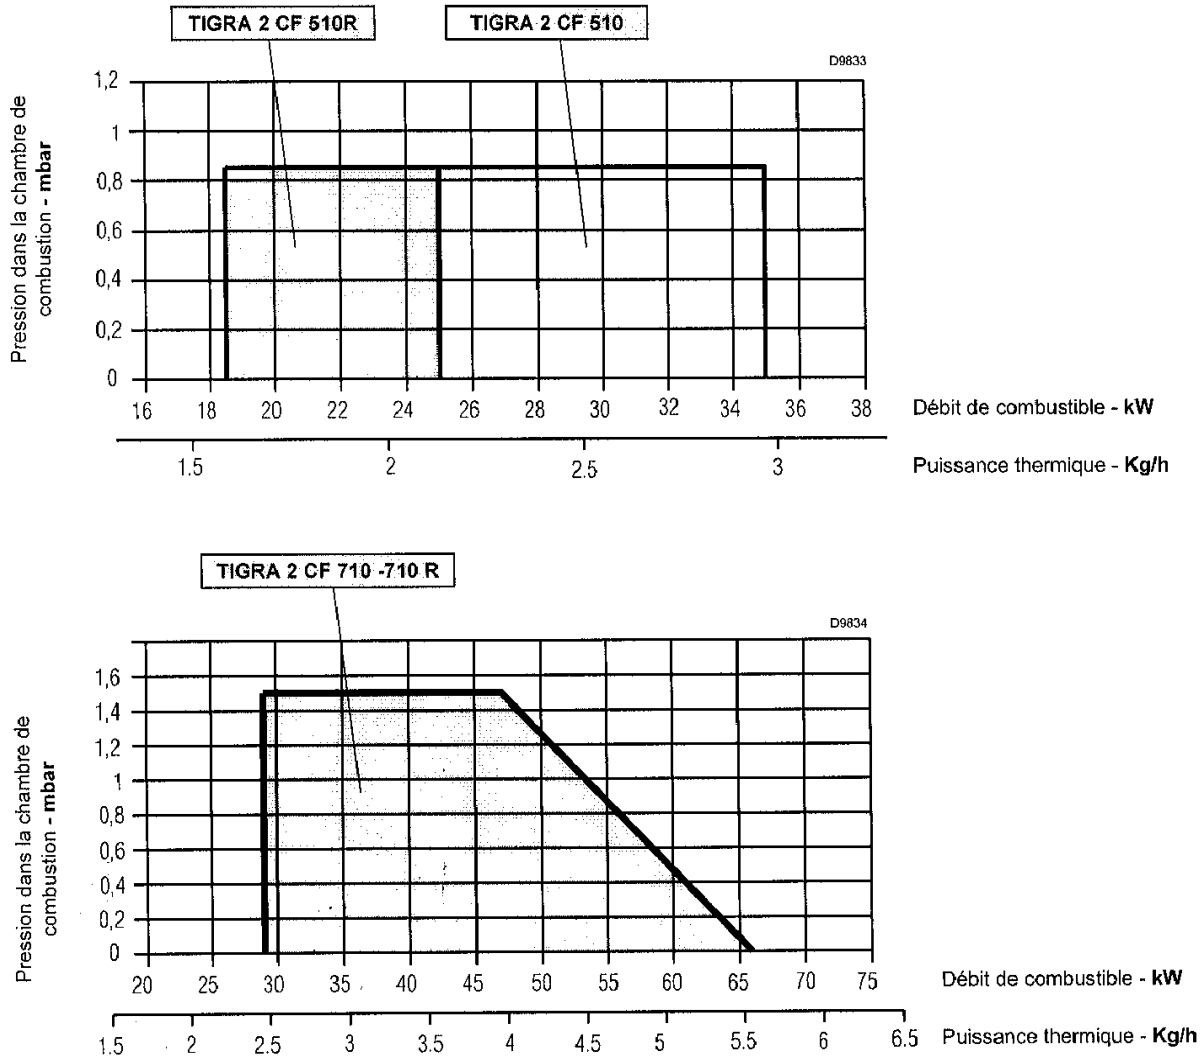 TIGRA 2 CF 510R
TIGRA 2 CF 510
D9833
Pression dans la chambre de
combustion - mbar
1,2
1
0,8
0,6
0,4
0,2
0
16 18 20 22 24 26 28 30 32 34 36 38
Débit de combustible - kW
1.5 2 2.5 3
Puissance thermique - Kg/h
TIGRA 2 CF 710 -710 R
D9834
Pression dans la chambre de
combustion - mbar
1,6
1,4
1,2
1
0,8
0,6
0,4
0,2
0
20 25 30 35 40 45 50 55 60 65 70 75
Débit de combustible - kW
1.5 2 2.5 3 3.5 4 4.5 5 5.5 6 6.5
Puissance thermique - Kg/h